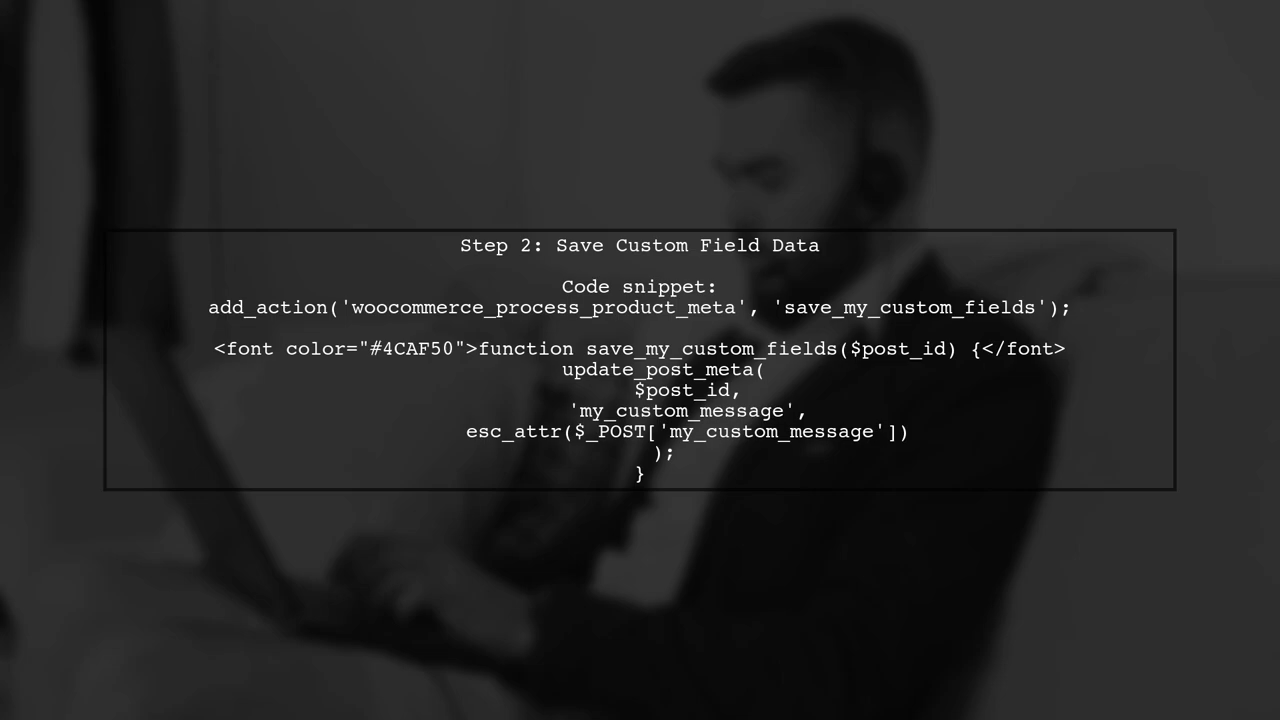 Step 2: Save Custom Field Data
Code snippet:
add_action('woocommerce_process_product_meta', 'save_my_custom_fields');
<font color="#4CAF50">function save_my_custom_fields($post_id) {</font>
update_post_meta(
$post_id,
'my_custom_message',
esc_attr($_POST['my_custom_message'])
);
}